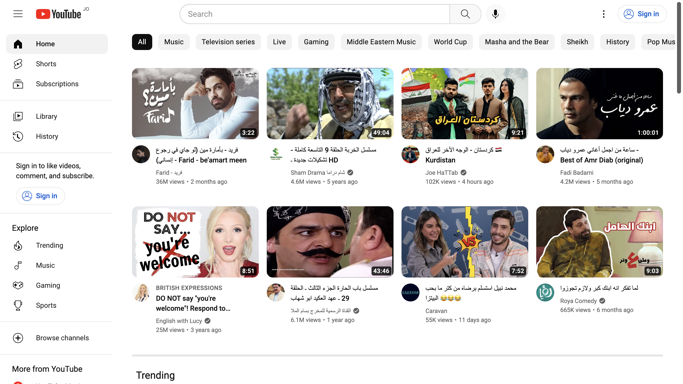 YouTube JO
Search
Sign in
Home
Shorts
Subscriptions
Library
History
Sign in to like videos,
comment, and subscribe.
Sign in
Explore
Trending
Music
Gaming
Sports
Browse channels
More from YouTube
All
Music
Television series
Live
Gaming
Middle Eastern Music
World Cup
Masha and the Bear
Sheikh
History
Pop Mus
بأمارة
مين؟
Farid
3:22
فريد - بأمارة مين (لو جاي في رجوع
إنساني) - Farid - be'amart meen
Farid - فريد
36M views • 2 months ago
49:04
مسلسل الخربة الحلقة 9 التاسعة كاملة -
HD شكليات جديدة .
Sham Drama شام دراما
4.6M views • 5 years ago
كردستان العراق
9:21
كردستان - الوجه الآخر للعراق
Kurdistan
Joe HaTTab
102K views • 4 hours ago
عمرو دياب
1:00:01
ساعة من اجمل أغاني عمرو دياب -
Best of Amr Diab (original)
Fadi Badarni
4.2M views • 5 months ago
DO NOT
SAY...
you're
welcome
8:51
BRITISH EXPRESSIONS
DO NOT say "you're
welcome"! Respond to...
English with Lucy
25M views • 3 years ago
43:46
مسلسل باب الحارة الجزء الثالث ـ الحلقة
29 ـ عيد العكيد ابو شهاب
القناة الرسمية للمخرج بسام الملا
6.1M views • 1 year ago
VS
7:52
محمد نبيل استسلم برضاه من كتر ما بحب
البيتزا 😂😂😂
Caravan
55K views • 11 days ago
ابنك الهامل
9:03
لما تفكر انه ابنك كبر ولازم تجوزوا
Roya Comedy
665K views • 6 months ago
Trending